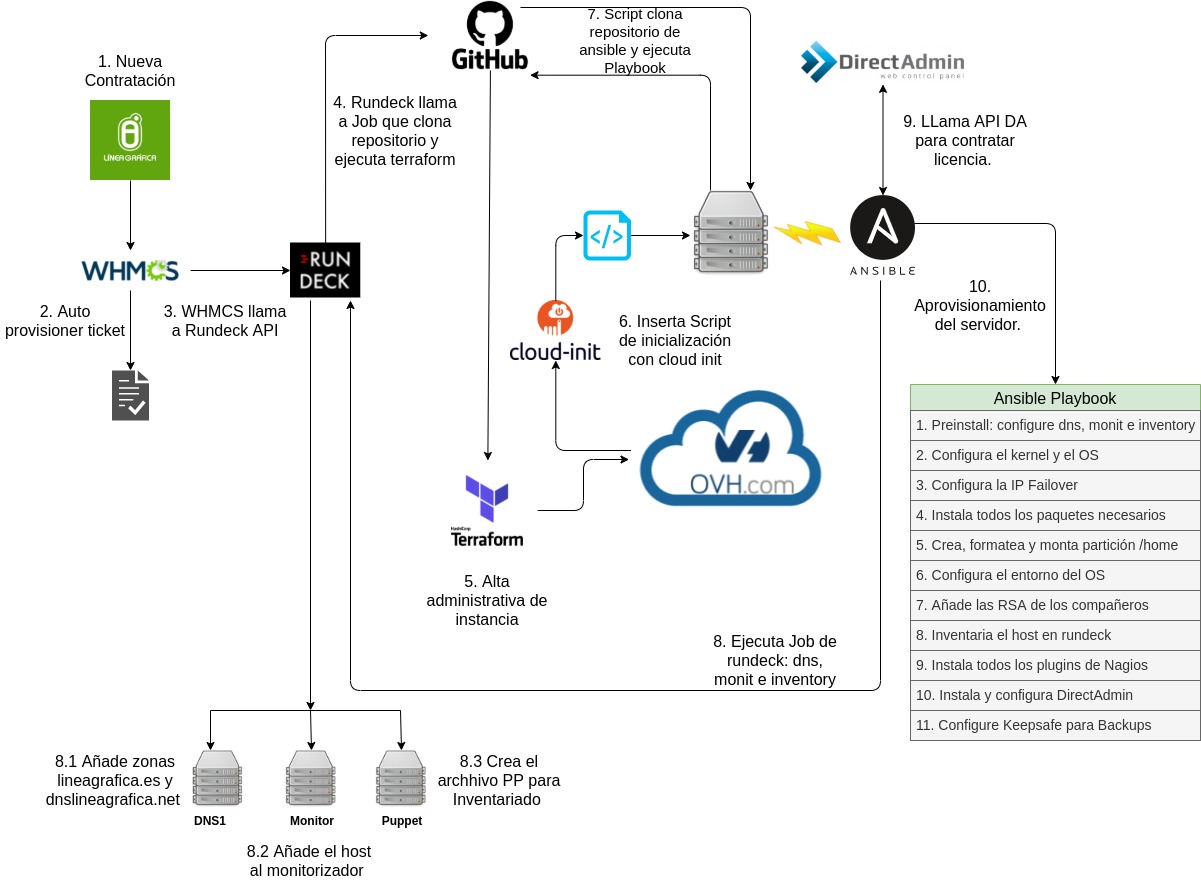 1. Nueva
Contratación
LÍNEA GRÁFICA
WHMCS
2. Auto
provisioner ticket
3. WHMCS llama
a Rundeck API
RUN
DECK
4. Rundeck llama
a Job que clona
repositorio y
ejecuta terraform
GitHub
7. Script clona
repositorio de
ansible y ejecuta
Playbook
DirectAdmin
web control panel
9. LLama API DA
para contratar
licencia.
ANSIBLE
10.
Aprovisionamiento
del servidor.
</>
cloud-init
6. Inserta Script
de inicialización
con cloud init
OVH.com
HashiCorp
Terraform
5. Alta
administrativa de
instancia
8. Ejecuta Job de
rundeck: dns,
monit e inventory
Ansible Playbook
1. Preinstall: configure dns, monit e inventory
2. Configura el kernel y el OS
3. Configura la IP Failover
4. Instala todos los paquetes necesarios
5. Crea, formatea y monta partición /home
6. Configura el entorno del OS
7. Añade las RSA de los compañeros
8. Inventaria el host en rundeck
9. Instala todos los plugins de Nagios
10. Instala y configura DirectAdmin
11. Configure Keepsafe para Backups
8.1 Añade zonas
lineagrafica.es y
dnslineagrafica.net
DNS1
Monitor
Puppet
8.3 Crea el
archhivo PP para
Inventariado
8.2 Añade el host
al monitorizador